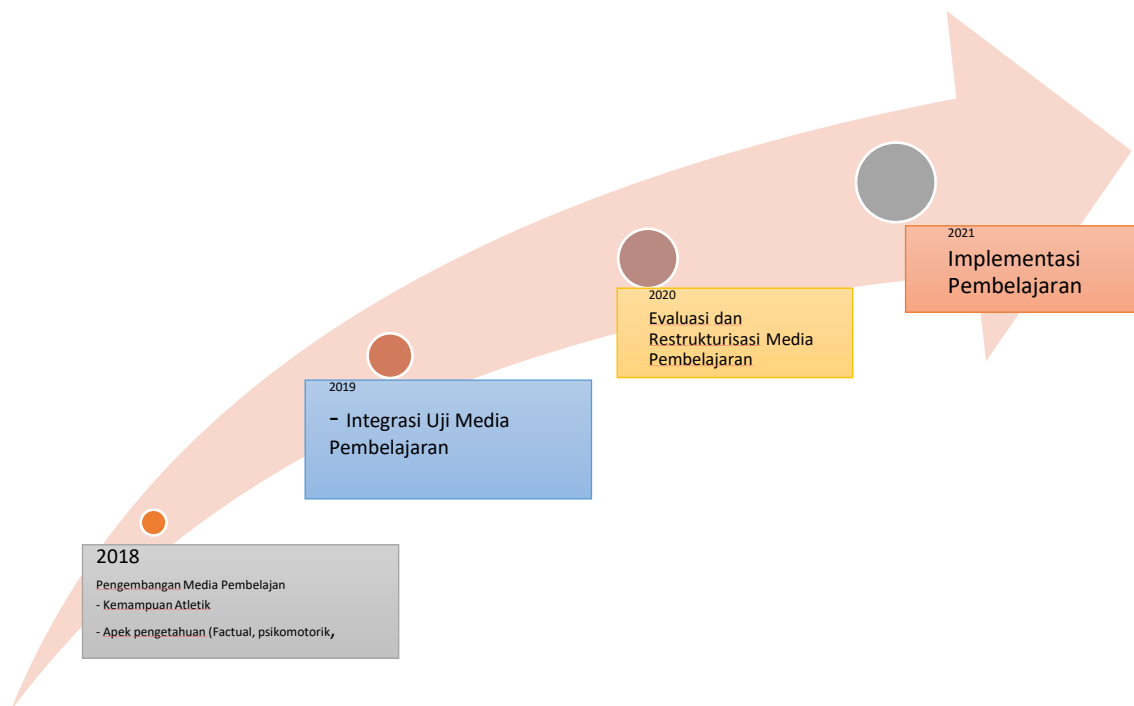 2018
Pengembangan Media Pembelajan
- Kemampuan Atletik
- Apek pengetahuan (Factual, psikomotorik,
2019
- Integrasi Uji Media
Pembelajaran
2020
Evaluasi dan
Restrukturisasi Media
Pembelajaran
2021
Implementasi
Pembelajaran